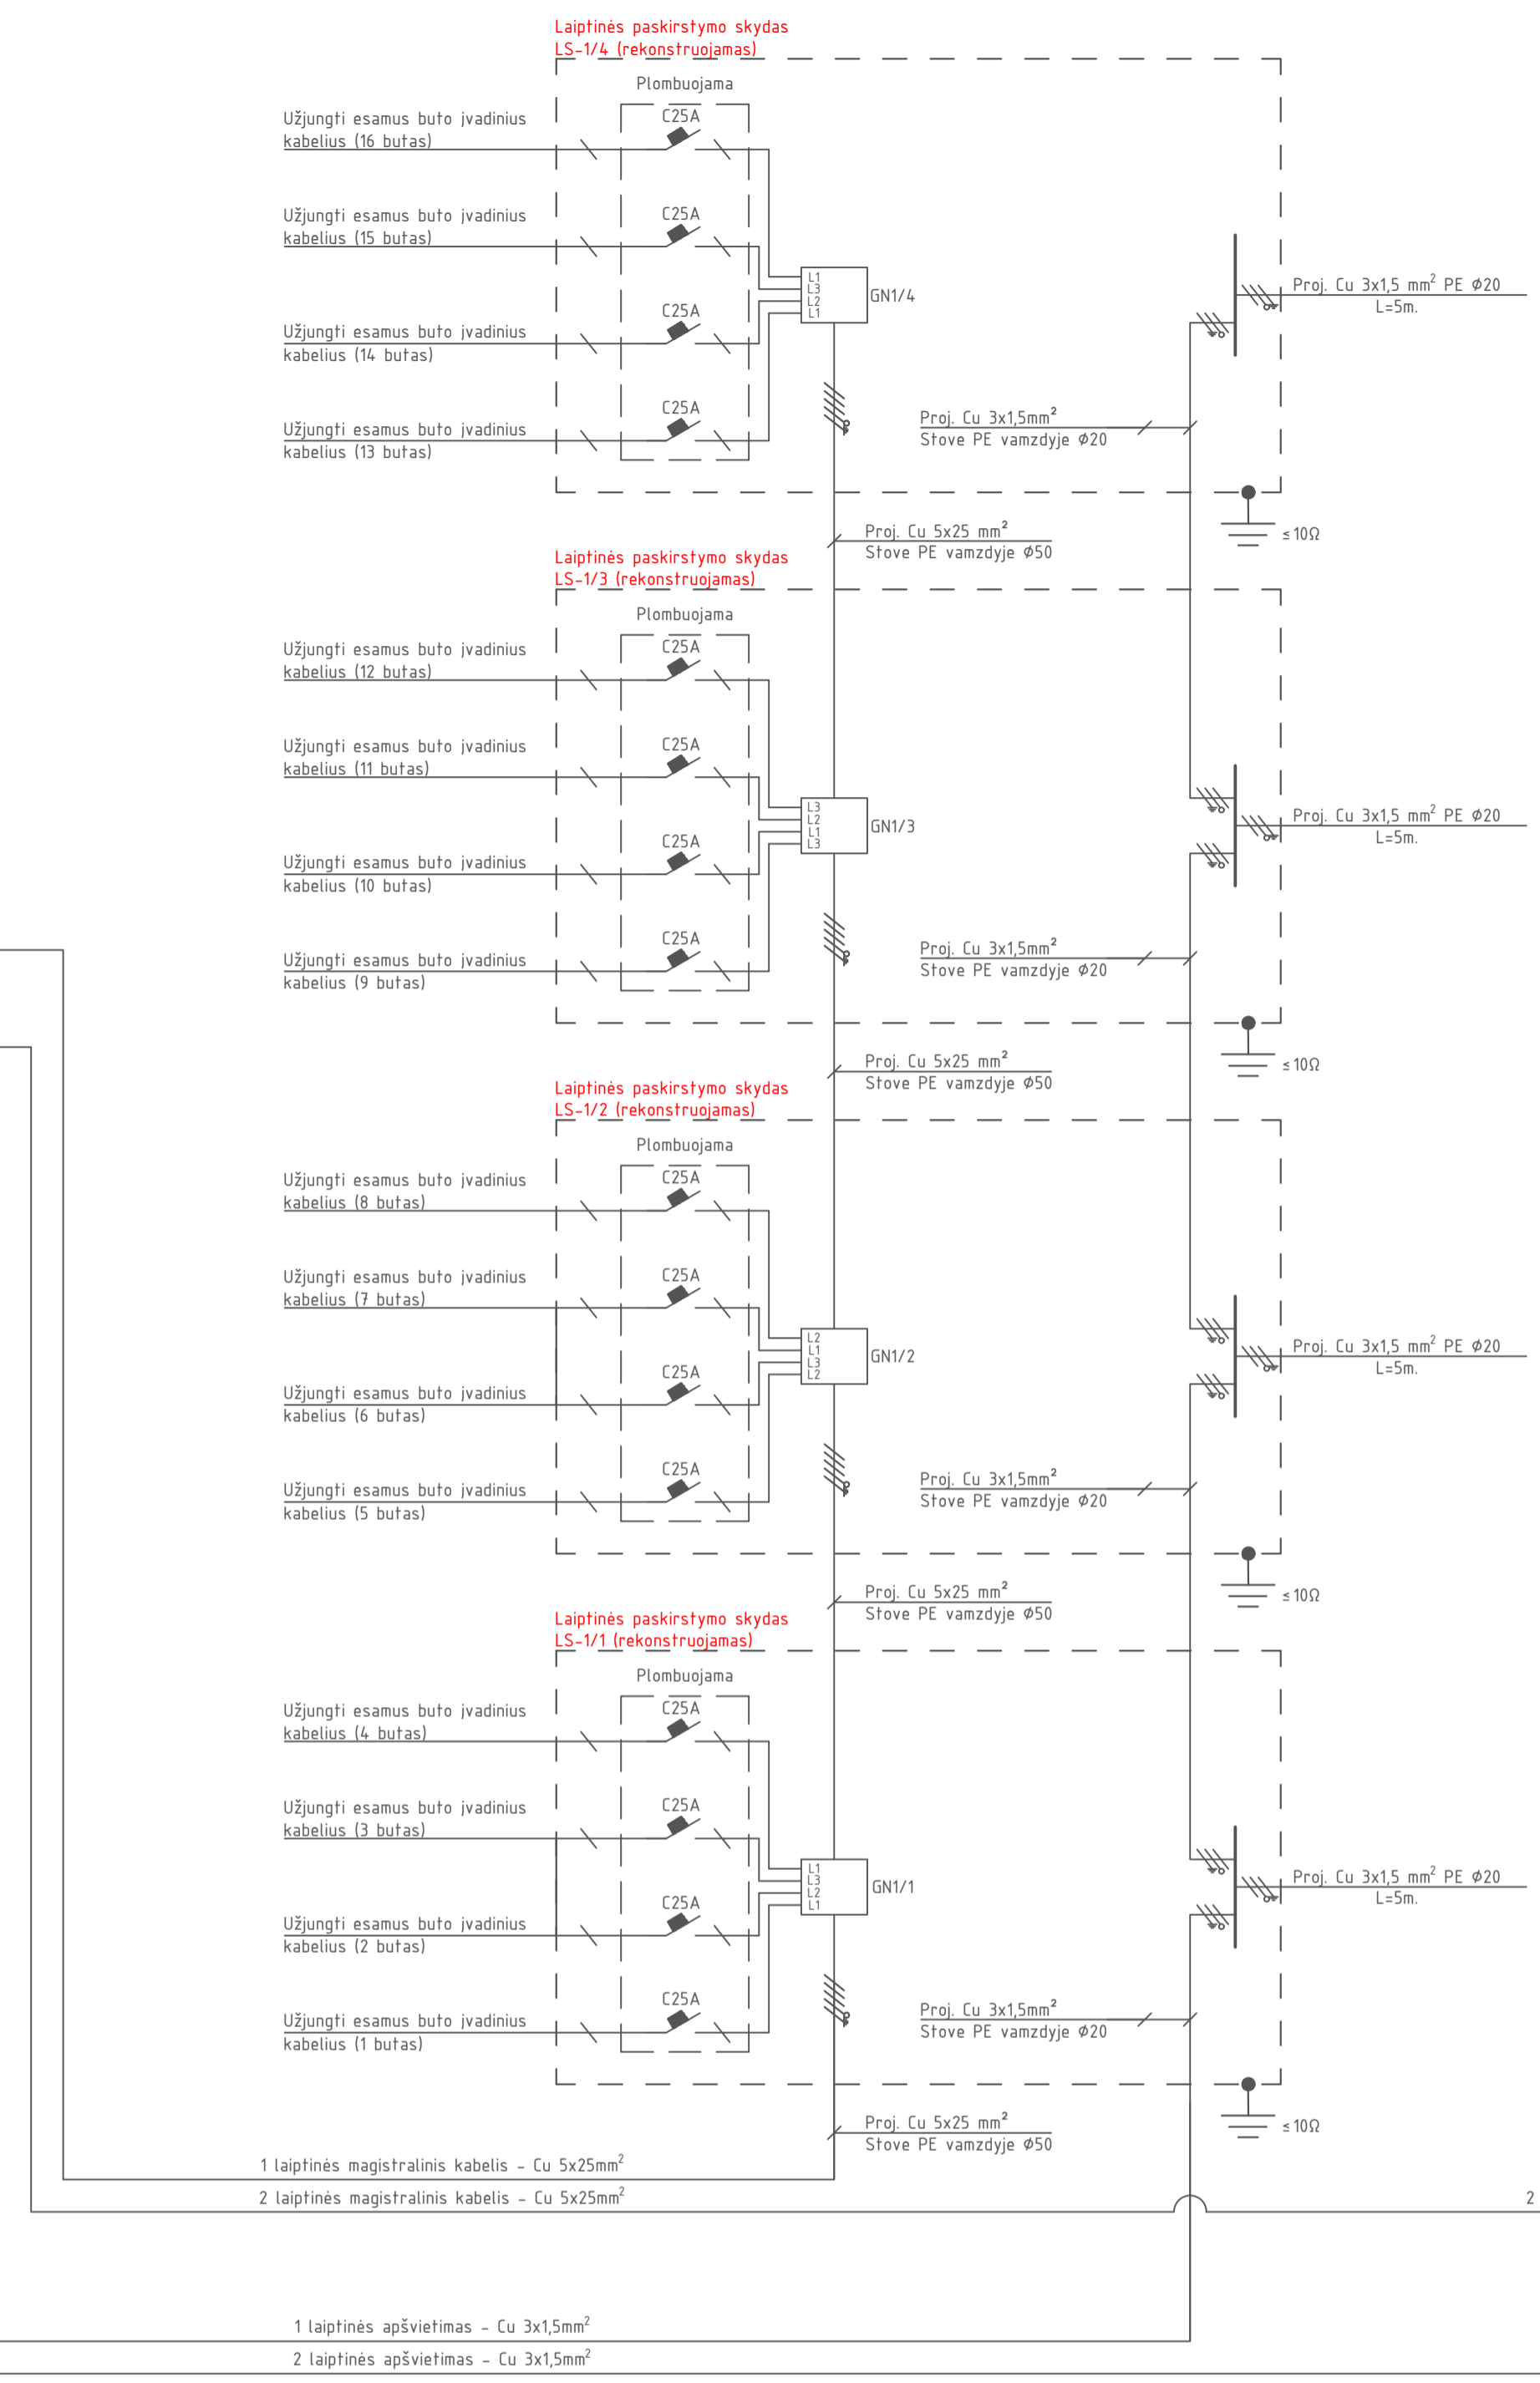 Laiptinės paskirstymo skydas
LS-1/4 (rekonstruojamas)
Plombuojama
Užjungti esamus buto įvadinius
kabelius (16 butas)
C25A
Užjungti esamus buto įvadinius
kabelius (15 butas)
C25A
Užjungti esamus buto įvadinius
kabelius (14 butas)
C25A
Užjungti esamus buto įvadinius
kabelius (13 butas)
C25A
L1
L3
L2
L1
GN1/4
Proj. Cu 3x1,5 mm² PE Ø20
L=5m.
Proj. Cu 3x1,5mm²
Stove PE vamzdyje Ø20
≤10Ω
Proj. Cu 5x25 mm²
Stove PE vamzdyje Ø50
Laiptinės paskirstymo skydas
LS-1/3 (rekonstruojamas)
Plombuojama
Užjungti esamus buto įvadinius
kabelius (12 butas)
C25A
Užjungti esamus buto įvadinius
kabelius (11 butas)
C25A
Užjungti esamus buto įvadinius
kabelius (10 butas)
C25A
Užjungti esamus buto įvadinius
kabelius (9 butas)
C25A
L3
L2
L1
L3
GN1/3
Proj. Cu 3x1,5 mm² PE Ø20
L=5m.
Proj. Cu 3x1,5mm²
Stove PE vamzdyje Ø20
≤10Ω
Proj. Cu 5x25 mm²
Stove PE vamzdyje Ø50
Laiptinės paskirstymo skydas
LS-1/2 (rekonstruojamas)
Plombuojama
Užjungti esamus buto įvadinius
kabelius (8 butas)
C25A
Užjungti esamus buto įvadinius
kabelius (7 butas)
C25A
Užjungti esamus buto įvadinius
kabelius (6 butas)
C25A
Užjungti esamus buto įvadinius
kabelius (5 butas)
C25A
L2
L1
L3
L2
GN1/2
Proj. Cu 3x1,5 mm² PE Ø20
L=5m.
Proj. Cu 3x1,5mm²
Stove PE vamzdyje Ø20
≤10Ω
Proj. Cu 5x25 mm²
Stove PE vamzdyje Ø50
Laiptinės paskirstymo skydas
LS-1/1 (rekonstruojamas)
Plombuojama
Užjungti esamus buto įvadinius
kabelius (4 butas)
C25A
Užjungti esamus buto įvadinius
kabelius (3 butas)
C25A
Užjungti esamus buto įvadinius
kabelius (2 butas)
C25A
Užjungti esamus buto įvadinius
kabelius (1 butas)
C25A
L1
L3
L2
L1
GN1/1
Proj. Cu 3x1,5 mm² PE Ø20
L=5m.
Proj. Cu 3x1,5mm²
Stove PE vamzdyje Ø20
≤10Ω
Proj. Cu 5x25 mm²
Stove PE vamzdyje Ø50
1 laiptinės magistralinis kabelis - Cu 5x25mm²
2 laiptinės magistralinis kabelis - Cu 5x25mm²
2
1 laiptinės apšvietimas - Cu 3x1,5mm²
2 laiptinės apšvietimas - Cu 3x1,5mm²